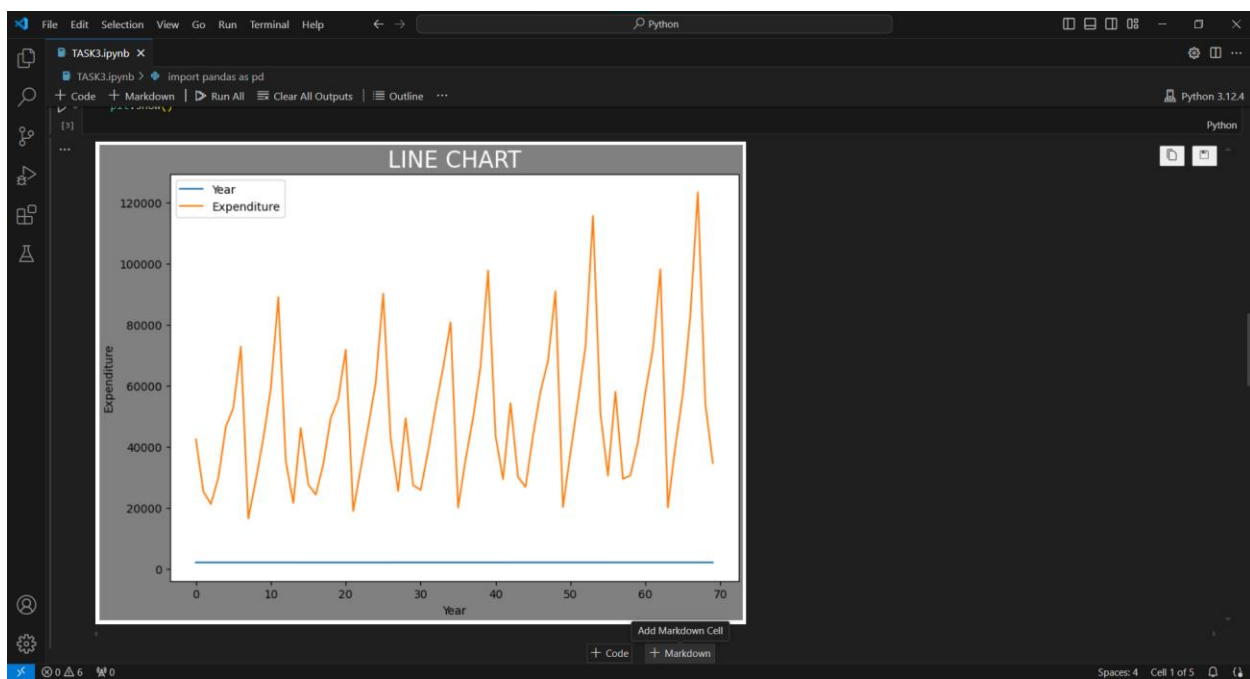 File Edit Selection View Go Run Terminal Help Python
TASK3.ipynb
TASK3.ipynb > import pandas as pd
+ Code + Markdown | Run All Clear All Outputs | Outline ... Python 3.12.4
plt.show()
[3] Python
LINE CHART
Year
Expenditure
120000
100000
80000
60000
40000
20000
0
Expenditure
0 10 20 30 40 50 60 70
Year
Add Markdown Cell
+ Code + Markdown
0 6 0 Spaces: 4 Cell 1 of 5